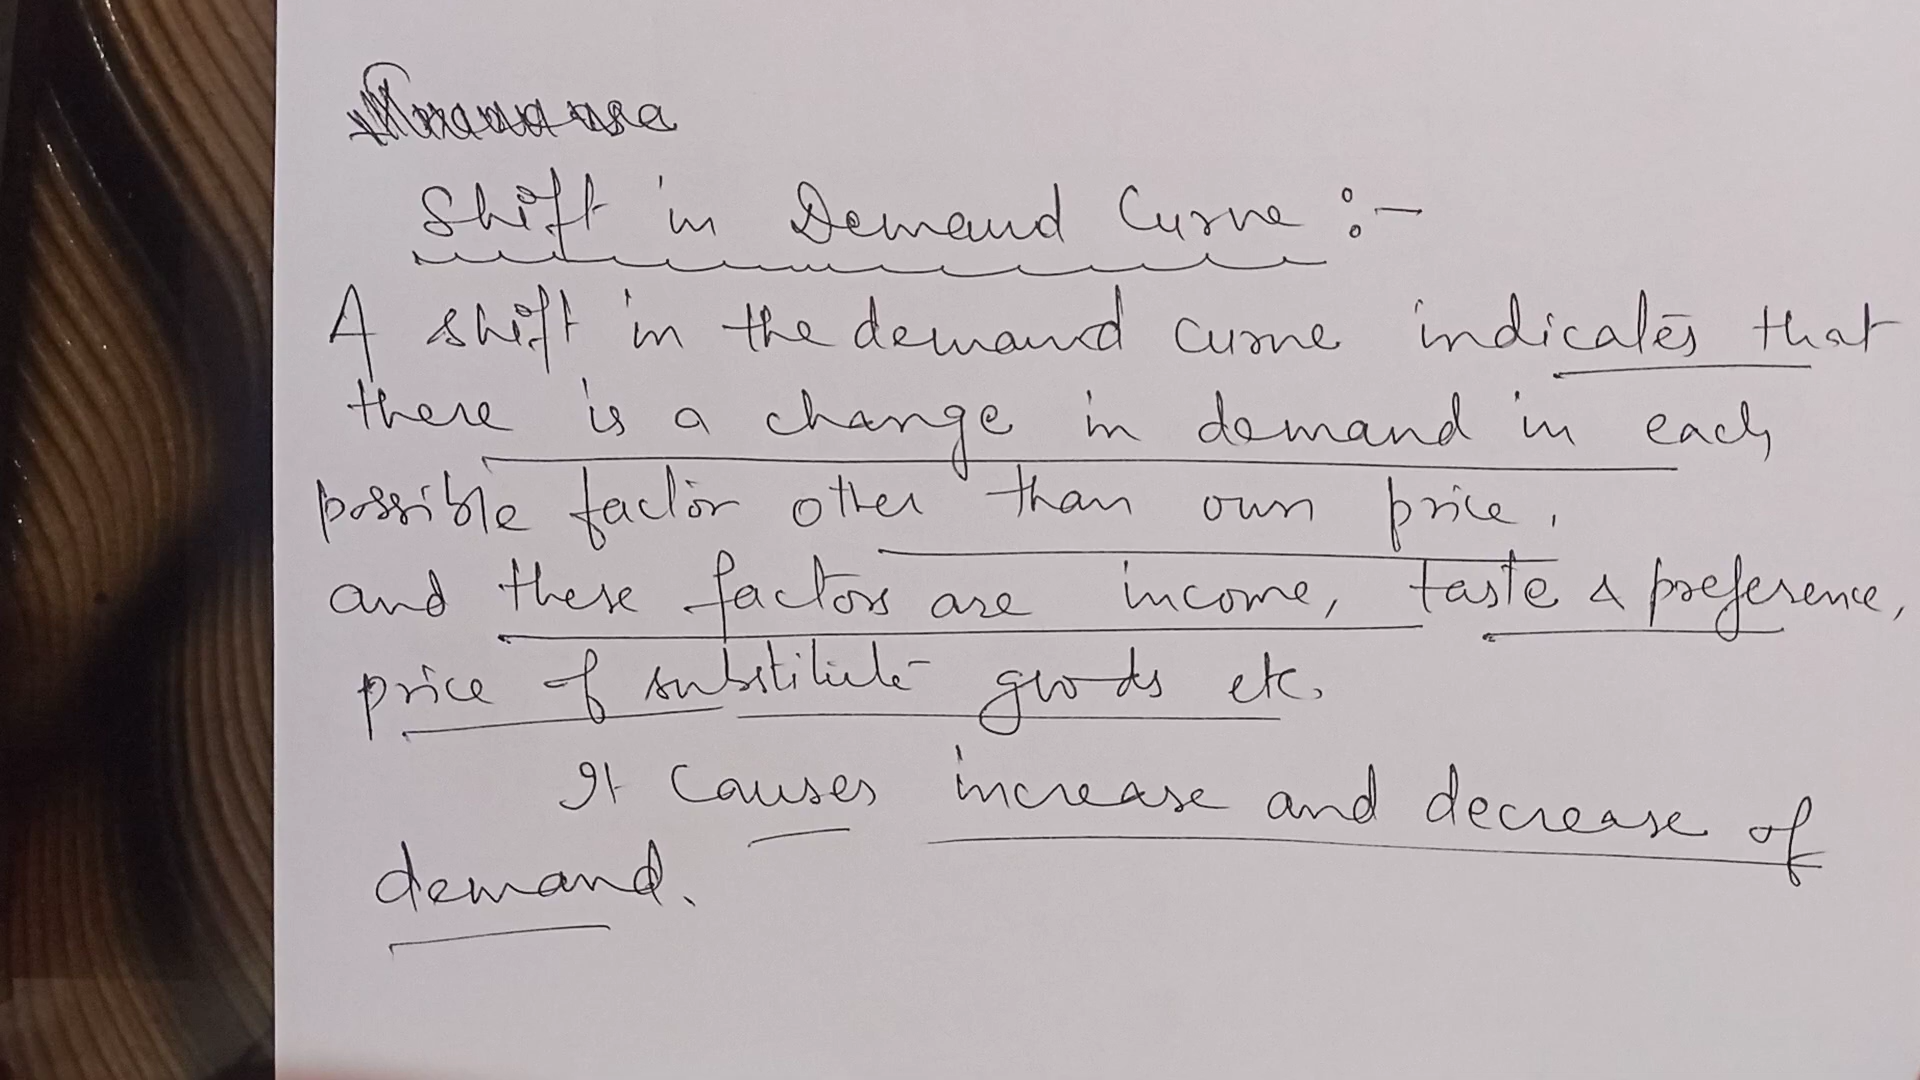 Shift in Demand Curve :-
A shift in the demand curve indicates that
there is a change in demand in each
possible factor other than own price,
and these factors are income, taste & preference,
price of substitute goods etc.
It causes increase and decrease of
demand.